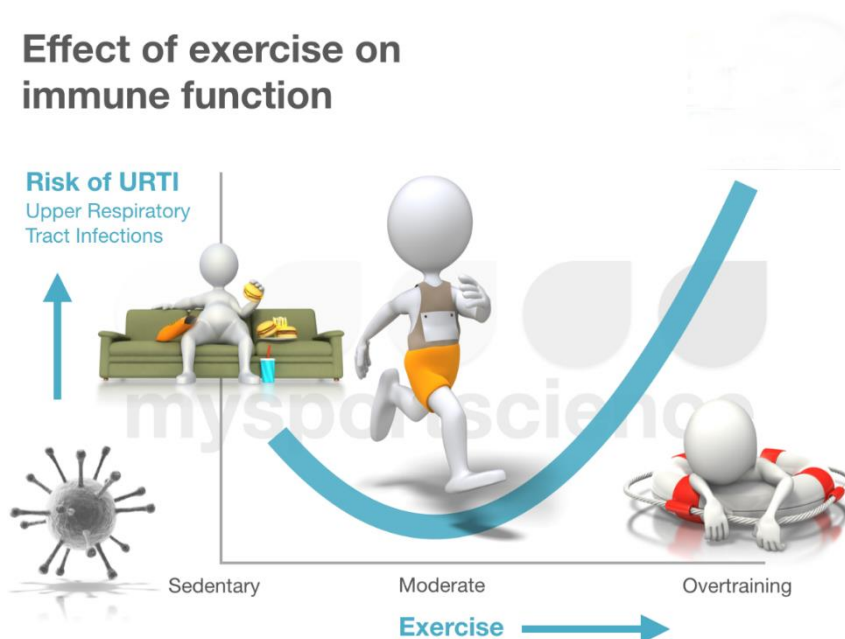 Effect of exercise on
immune function
Risk of URTI
Upper Respiratory
Tract Infections
mysportscience
Sedentary
Moderate
Overtraining
Exercise